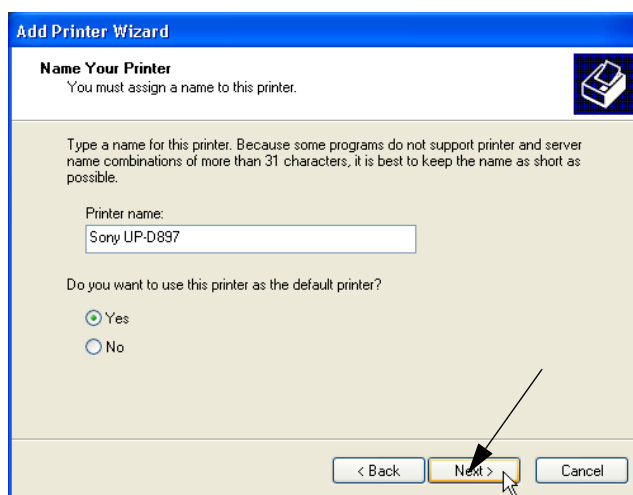 Add Printer Wizard
Name Your Printer
You must assign a name to this printer.
Type a name for this printer. Because some programs do not support printer and server
name combinations of more than 31 characters, it is best to keep the name as short as
possible.
Printer name:
Sony UP-D897
Do you want to use this printer as the default printer?
Yes
No
< Back
Next >
Cancel